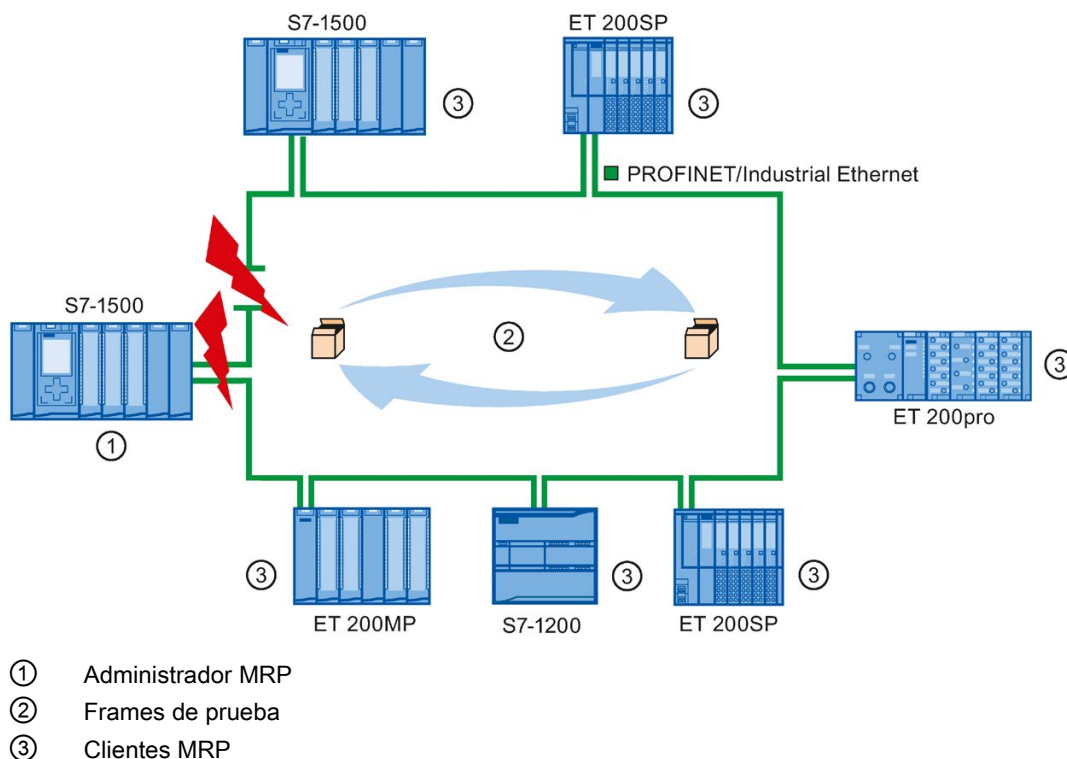 S7-1500
ET 200SP
③
③
PROFINET/Industrial Ethernet
S7-1500
②
③
①
ET 200pro
③
③
③
ET 200MP
S7-1200
ET 200SP
① Administrador MRP
② Frames de prueba
③ Clientes MRP